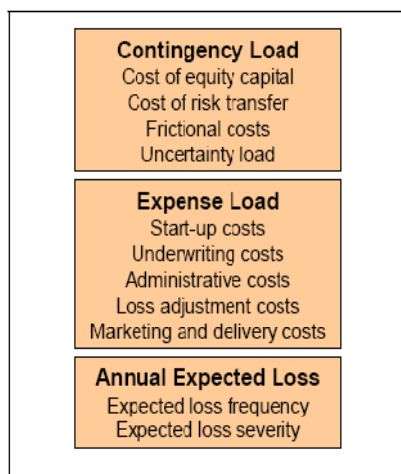 Contingency Load
Cost of equity capital
Cost of risk transfer
Frictional costs
Uncertainty load
Expense Load
Start-up costs
Underwriting costs
Administrative costs
Loss adjustment costs
Marketing and delivery costs
Annual Expected Loss
Expected loss frequency
Expected loss severity